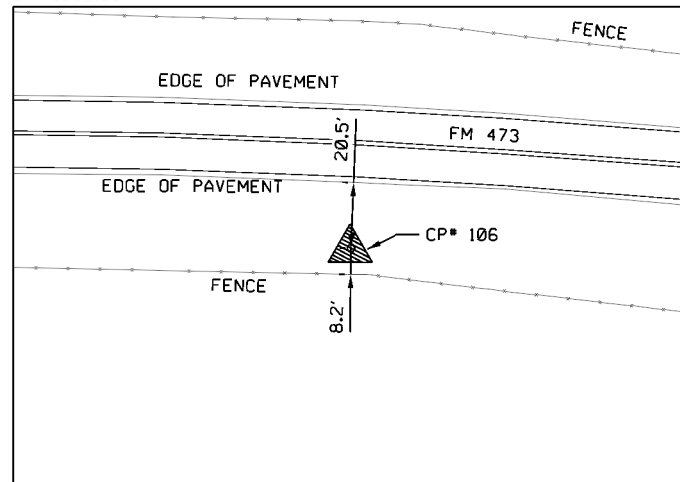 FENCE
EDGE OF PAVEMENT
20.5'
FM 473
EDGE OF PAVEMENT
CP# 106
FENCE
8.2'